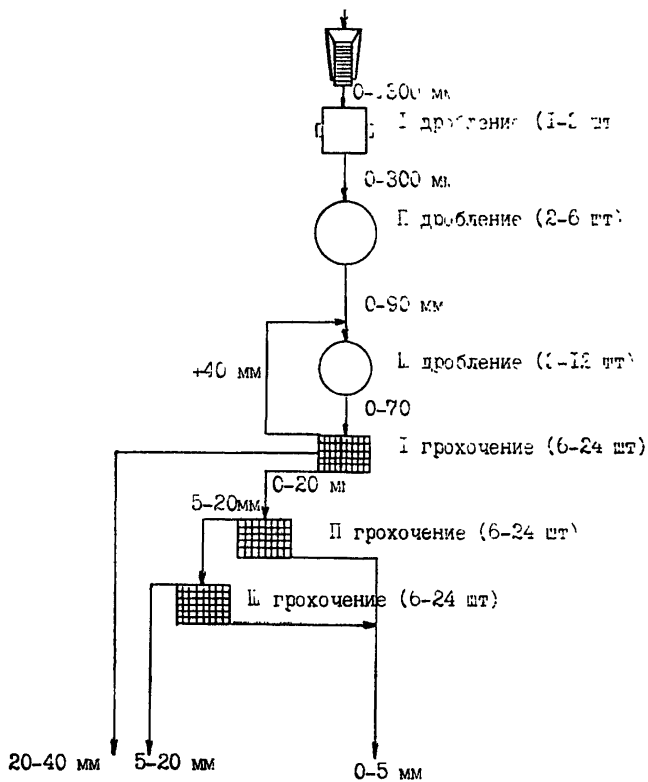 мм
I дробление
0-300 мм
П дробление (2-6 шт)
0-90 мм
Ш дробление
+40 мм
0-70
I грохочение (6-24 шт)
0-20 мм
5-20мм
П грохочение (6-24 шт)
Ш грохочение (6-24 шт)
20-40 мм
5-20 мм
0-5 мм